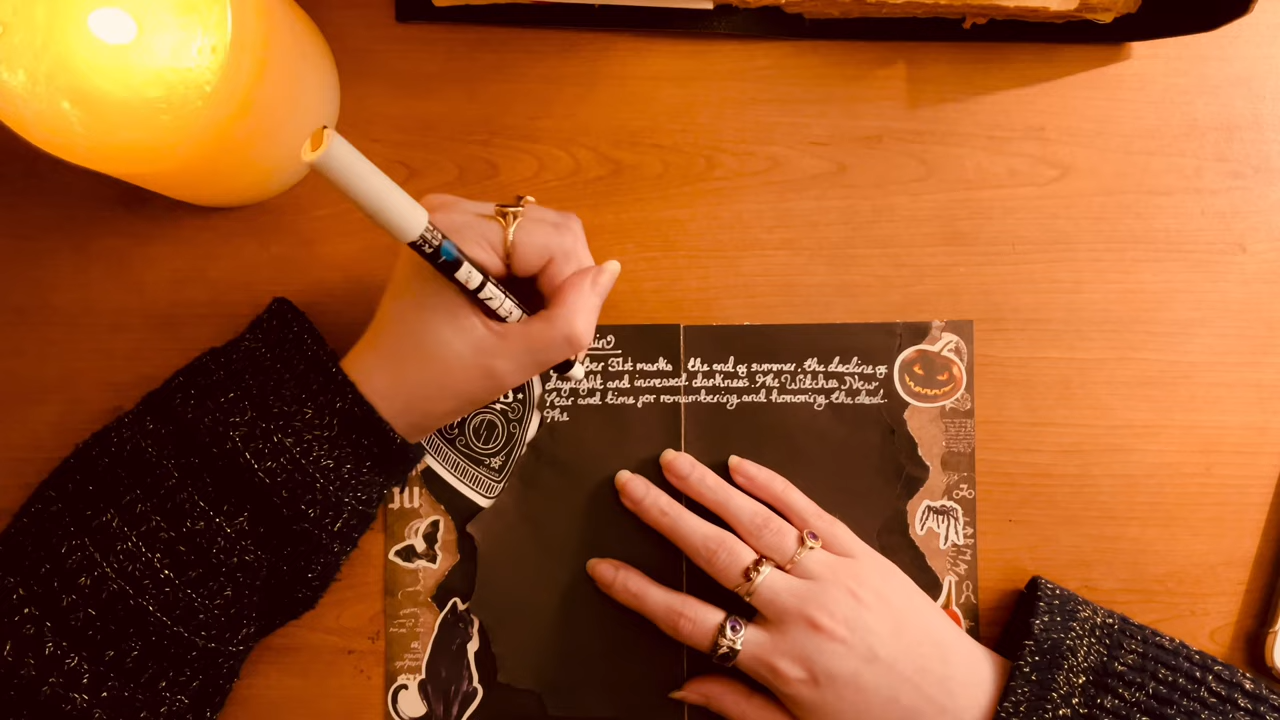 31st marks the end of summer, the decline of
daylight and increased darkness. The Witches New
Year and time for remembering and honoring the dead.
The